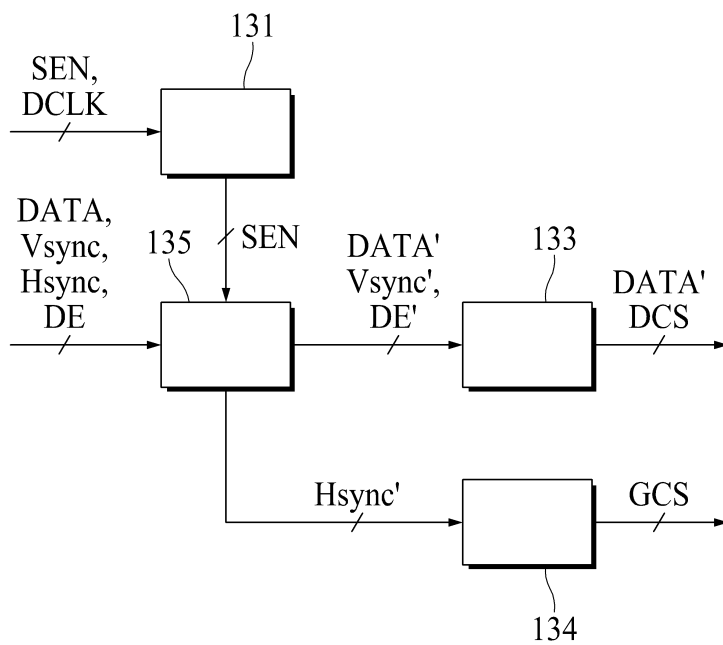 131
SEN,
DCLK
DATA,
Vsync,
Hsync,
DE
135
SEN
DATA'
Vsync',
DE'
133
DATA'
DCS
Hsync'
GCS
134